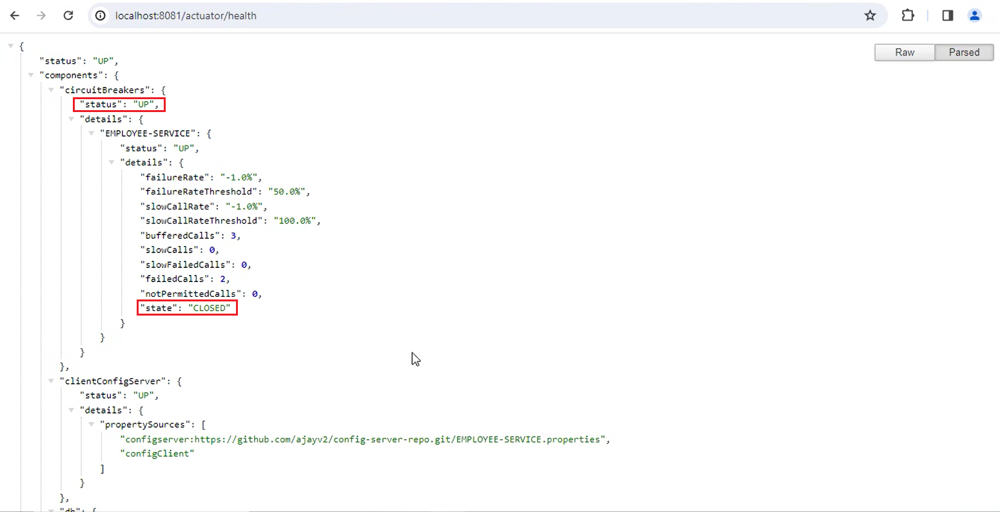 localhost:8081/actuator/health
Raw Parsed
{
"status": "UP",
"components": {
"circuitBreakers": {
"status": "UP",
"details": {
"EMPLOYEE-SERVICE": {
"status": "UP",
"details": {
"failureRate": "-1.0%",
"failureRateThreshold": "50.0%",
"slowCallRate": "-1.0%",
"slowCallRateThreshold": "100.0%",
"bufferedCalls": 3,
"slowCalls": 0,
"slowFailedCalls": 0,
"failedCalls": 2,
"notPermittedCalls": 0,
"state": "CLOSED"
}
}
}
},
"clientConfigServer": {
"status": "UP",
"details": {
"propertySources": [
"configserver:https://github.com/ajayv2/config-server-repo.git/EMPLOYEE-SERVICE.properties",
"configClient"
]
}
},
"db": {